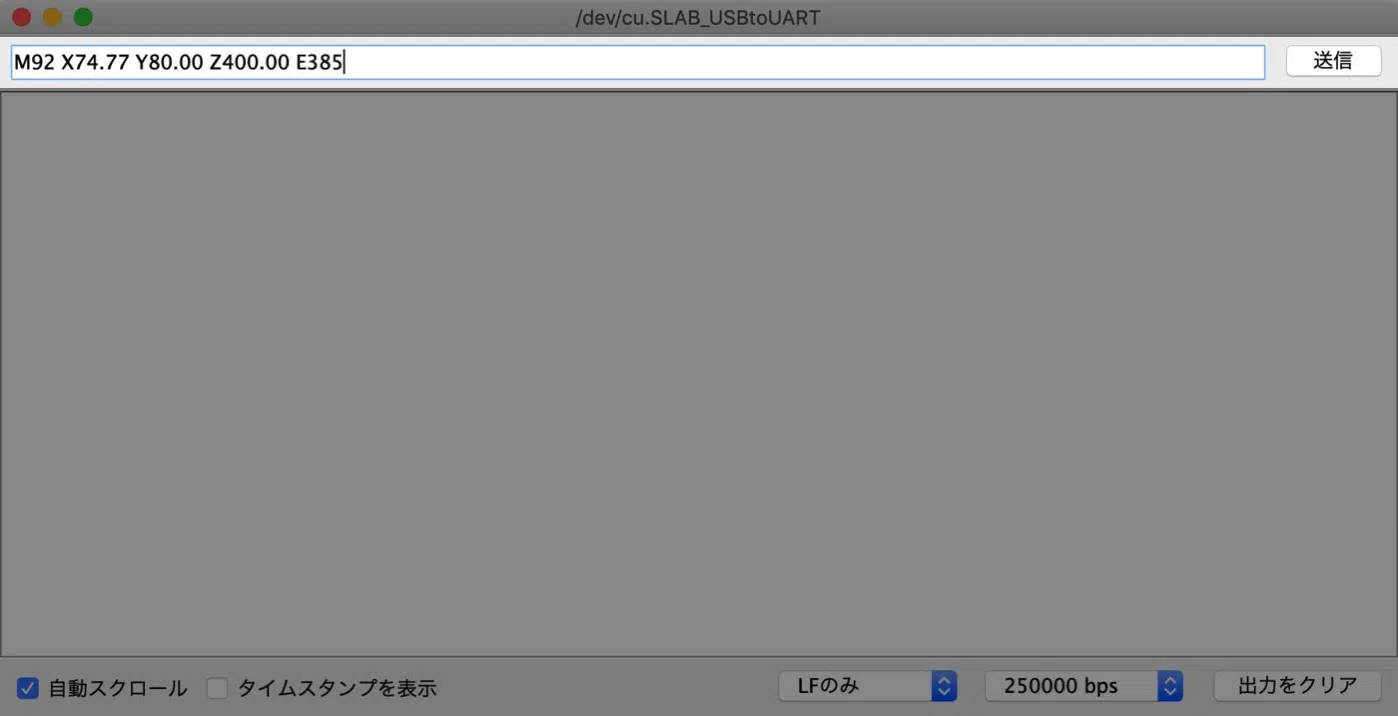 /dev/cu.SLAB_USBtoUART
M92 X74.77 Y80.00 Z400.00 E385 送信
自動スクロール タイムスタンプを表示 LFのみ 250000 bps 出力をクリア